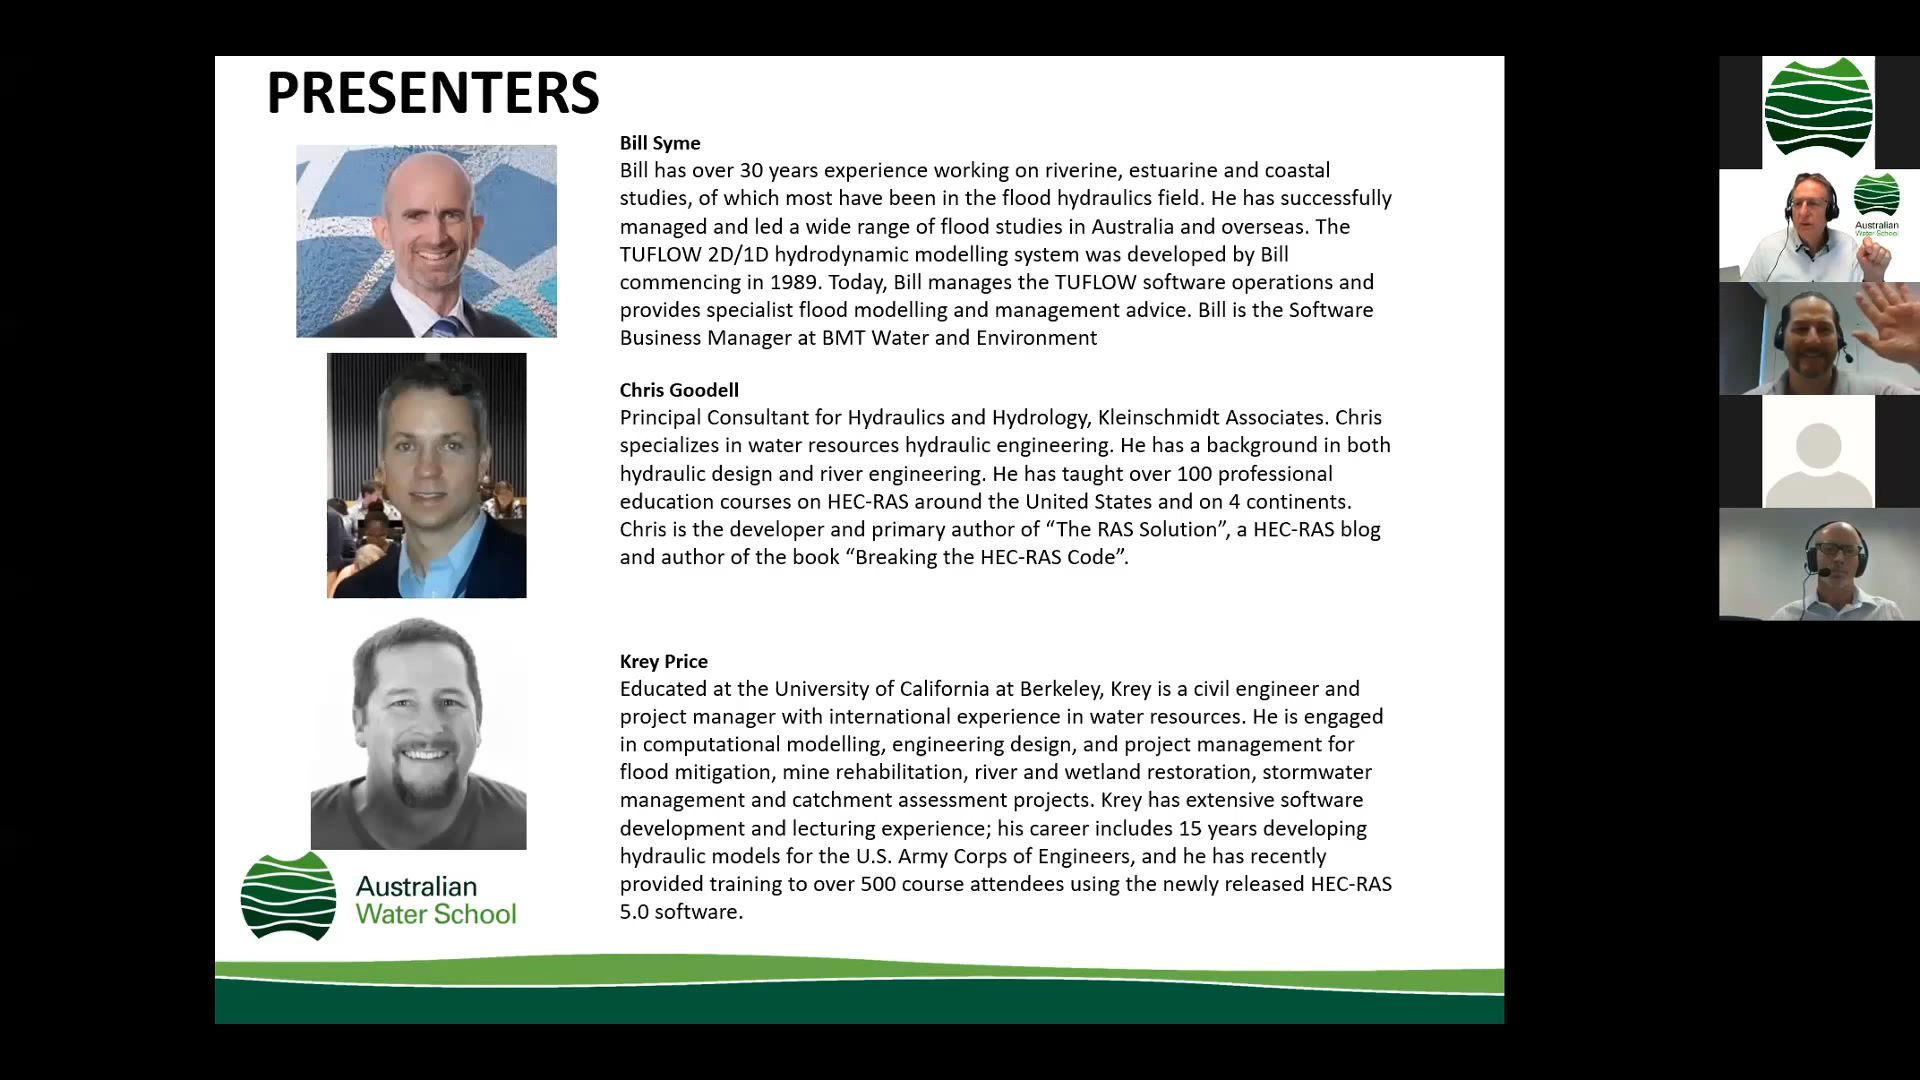 PRESENTERS
Bill Syme
Bill has over 30 years experience working on riverine, estuarine and coastal
studies, of which most have been in the flood hydraulics field. He has successfully
managed and led a wide range of flood studies in Australia and overseas. The
TUFLOW 2D/1D hydrodynamic modelling system was developed by Bill
commencing in 1989. Today, Bill manages the TUFLOW software operations and
provides specialist flood modelling and management advice. Bill is the Software
Business Manager at BMT Water and Environment
Chris Goodell
Principal Consultant for Hydraulics and Hydrology, Kleinschmidt Associates. Chris
specializes in water resources hydraulic engineering. He has a background in both
hydraulic design and river engineering. He has taught over 100 professional
education courses on HEC-RAS around the United States and on 4 continents.
Chris is the developer and primary author of “The RAS Solution”, a HEC-RAS blog
and author of the book “Breaking the HEC-RAS Code”.
Krey Price
Educated at the University of California at Berkeley, Krey is a civil engineer and
project manager with international experience in water resources. He is engaged
in computational modelling, engineering design, and project management for
flood mitigation, mine rehabilitation, river and wetland restoration, stormwater
management and catchment assessment projects. Krey has extensive software
development and lecturing experience; his career includes 15 years developing
hydraulic models for the U.S. Army Corps of Engineers, and he has recently
provided training to over 500 course attendees using the newly released HEC-RAS
5.0 software.
Australian
Water School
Australian
Water School